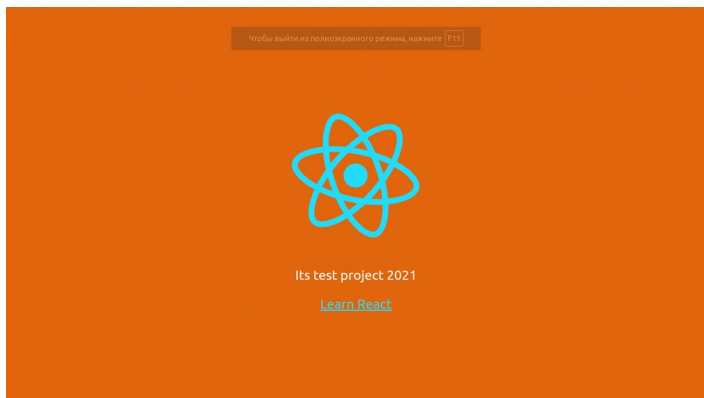 Чтобы выйти из полноэкранного режима, нажмите F11
Its test project 2021
Learn React